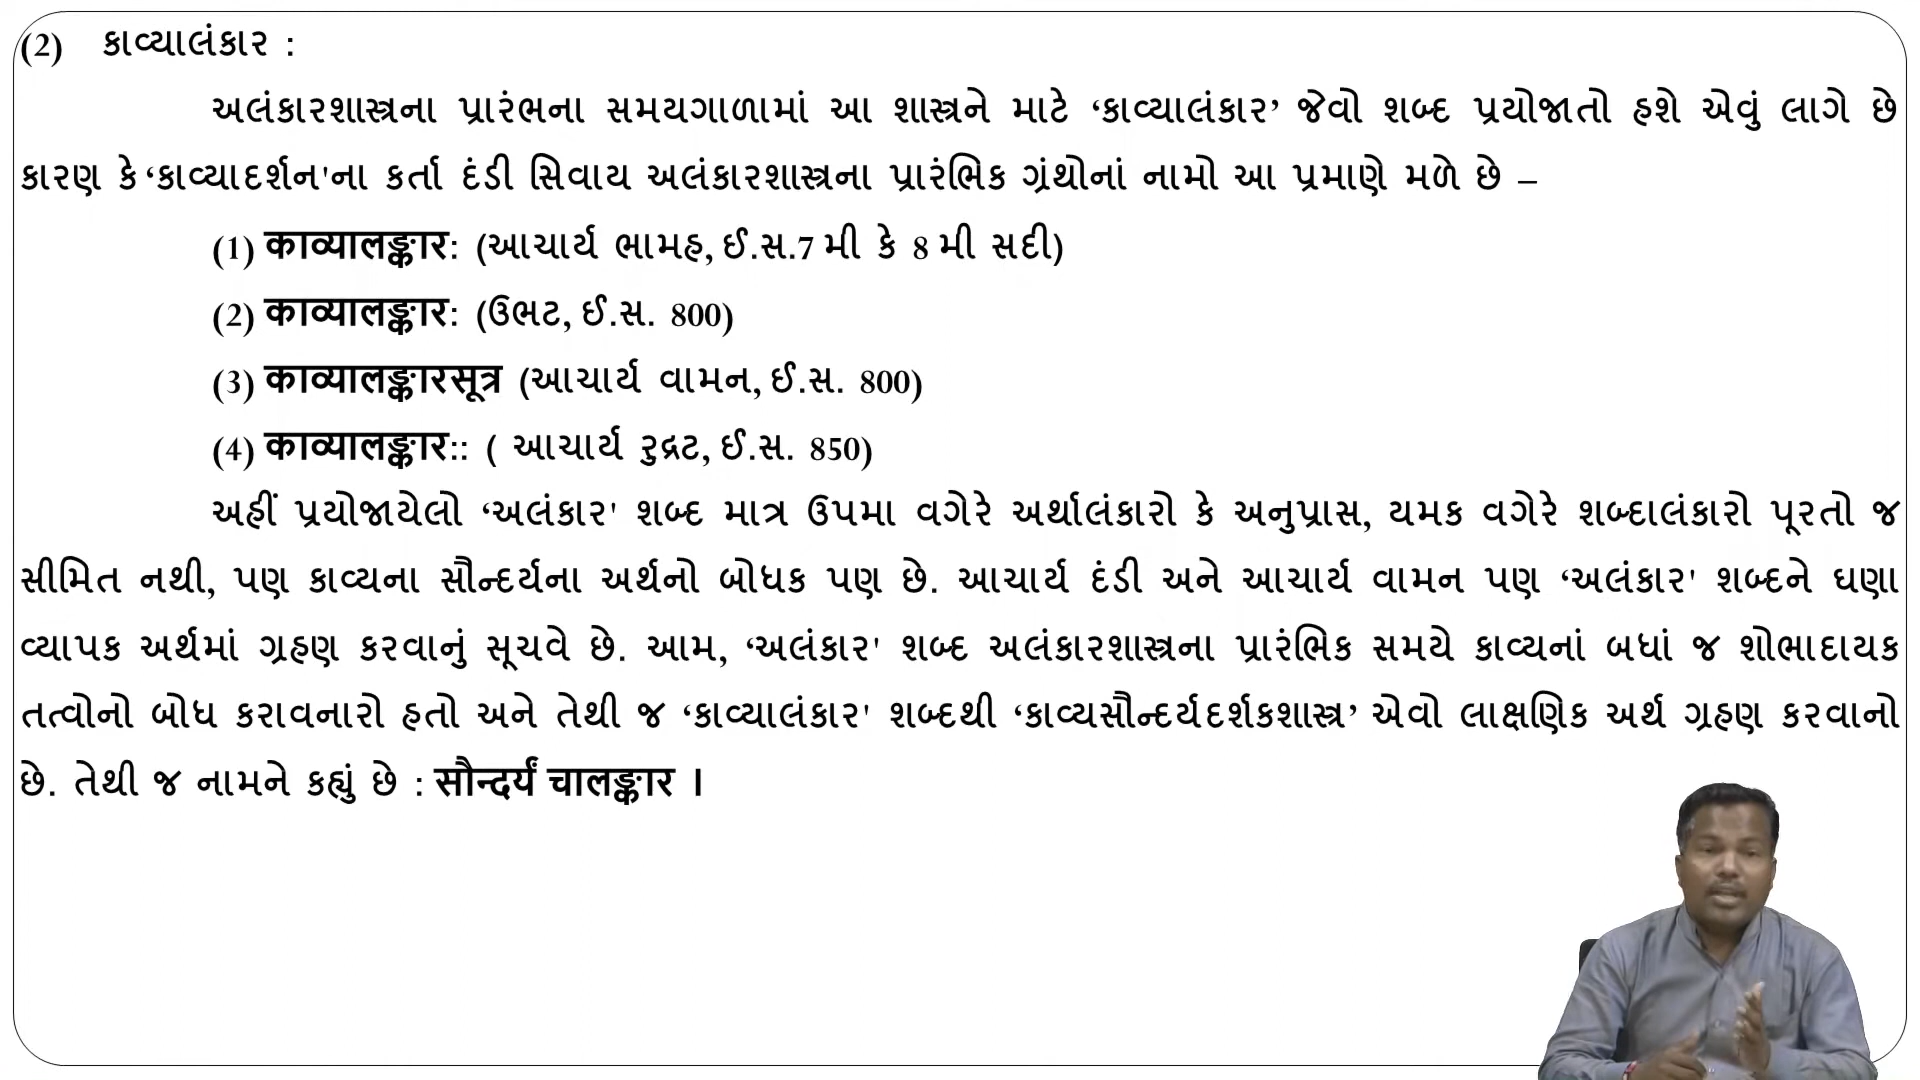 (2) કાવ્યાલંકાર :
અલંકારશાસ્ત્રના પ્રારંભના સમયગાળામાં આ શાસ્ત્રને માટે ‘કાવ્યાલંકાર’ જેવો શબ્દ પ્રયોજાતો હશે એવું લાગે છે
કારણ કે ‘કાવ્યાદર્શન'ના કર્તા દંડી સિવાય અલંકારશાસ્ત્રના પ્રારંભિક ગ્રંથોનાં નામો આ પ્રમાણે મળે છે –
(1) काव्यालङ्कार: (આચાર્ય ભામહ, ઈ.સ.7 મી કે 8 મી સદી)
(2) काव्यालङ्कार: (ઉભટ, ઈ.સ. 800)
(3) काव्यालङ्कारसूत्र (આચાર્ય વામન, ઈ.સ. 800)
(4) काव्यालङ्कार:: ( આચાર્ય રુદ્રટ, ઈ.સ. 850)
અહીં પ્રયોજાયેલો ‘અલંકાર' શબ્દ માત્ર ઉપમા વગેરે અર્થાલંકારો કે અનુપ્રાસ, યમક વગેરે શબ્દાલંકારો પૂરતો જ
સીમિત નથી, પણ કાવ્યના સૌન્દર્યના અર્થનો બોધક પણ છે. આચાર્ય દંડી અને આચાર્ય વામન પણ ‘અલંકાર' શબ્દને ઘણા
વ્યાપક અર્થમાં ગ્રહણ કરવાનું સૂચવે છે. આમ, ‘અલંકાર' શબ્દ અલંકારશાસ્ત્રના પ્રારંભિક સમયે કાવ્યનાં બધાં જ શોભાદાયક
તત્વોનો બોધ કરાવનારો હતો અને તેથી જ ‘કાવ્યાલંકાર' શબ્દથી ‘કાવ્યસૌન્દર્યદર્શકશાસ્ત્ર’ એવો લાક્ષણિક અર્થ ગ્રહણ કરવાનો
છે. તેથી જ નામને કહ્યું છે : सौन्दर्यं चालङ्कार ।